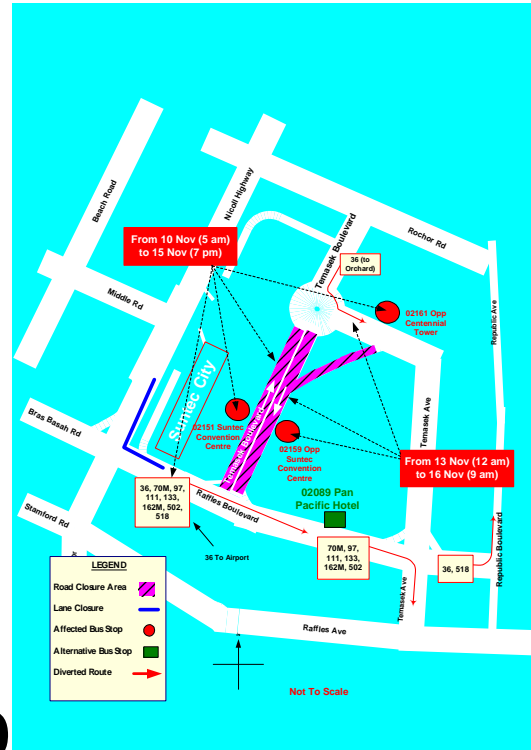 Beach Road
Nicoll Highway
Temasek Boulevard
Rochor Rd
From 10 Nov (5 am)
to 15 Nov (7 pm)
36 (to
Orchard)
Middle Rd
Republic Ave
02161 Opp
Centennial
Tower
Suntec City
02151 Suntec
Convention
Centre
Temasek Boulevard
02159 Opp
Suntec
Convention
Centre
Temasek Ave
Bras Basah Rd
From 13 Nov (12 am)
to 16 Nov (9 am)
36, 70M, 97,
111, 133,
162M, 502,
518
Raffles Boulevard
02089 Pan
Pacific Hotel
Stamford Rd
36 To Airport
70M, 97,
111, 133,
162M, 502
36, 518
Republic Boulevard
Temasek Ave
Raffles Ave
LEGEND
Road Closure Area
Lane Closure
Affected Bus Stop
Alternative Bus Stop
Diverted Route
Not To Scale